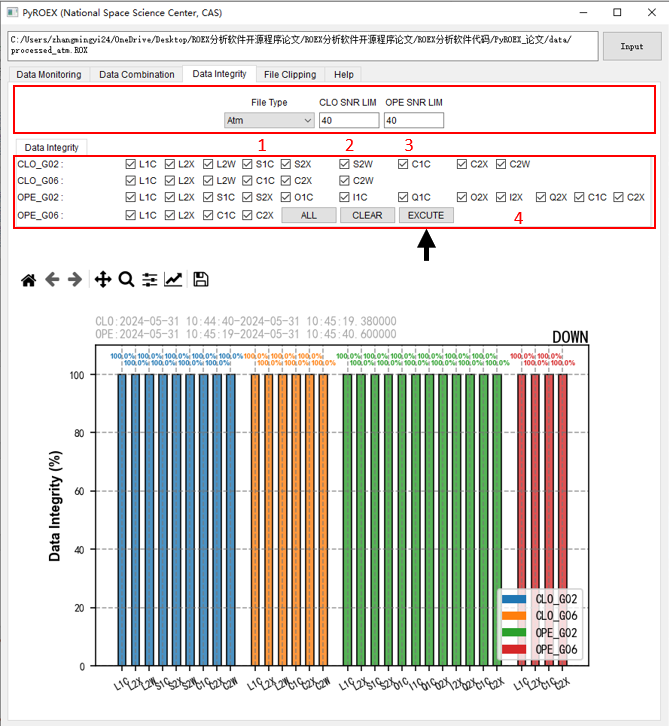 PyROEX (National Space Science Center, CAS)
C:/Users/zhangmingyi24/OneDrive/Desktop/ROEX分析软件开源程序论文/ROEX分析软件开源程序论文/ROEX分析软件代码/PyROEX_论文/data/
processed_atm.ROX
Input
Data Monitoring Data Combination Data Integrity File Clipping Help
File Type CLO SNR LIM OPE SNR LIM
Atm 40 40
1 2 3
Data Integrity
CLO_G02 : L1C L2X L2W S1C S2X S2W C1C C2X C2W
CLO_G06 : L1C L2X L2W C1C C2X C2W
OPE_G02 : L1C L2X S1C S2X O1C I1C Q1C O2X I2X Q2X C1C C2X
OPE_G06 : L1C L2X C1C C2X ALL CLEAR EXCUTE 4
CLO:2024-05-31 10:44:40-2024-05-31 10:45:19.380000
OPE:2024-05-31 10:45:19-2024-05-31 10:45:40.600000
DOWN
100.0% 100.0% 100.0% 100.0% 100.0% 100.0% 100.0% 100.0% 100.0% 100.0% 100.0% 100.0% 100.0% 100.0% 100.0% 100.0%
100.0% 100.0% 100.0% 100.0% 100.0% 100.0% 100.0% 100.0% 100.0% 100.0% 100.0% 100.0% 100.0% 100.0% 100.0%
100
80
60
40
20
0
Data Integrity (%)
CLO_G02
CLO_G06
OPE_G02
OPE_G06
L1C L2X L2W S1C S2X S2W C1C C2X C2W L1C L2X L2W C1C C2X C2W L1C L2X S1C S2X O1C I1C Q1C O2X I2X Q2X C1C C2X L1C L2X C1C C2X